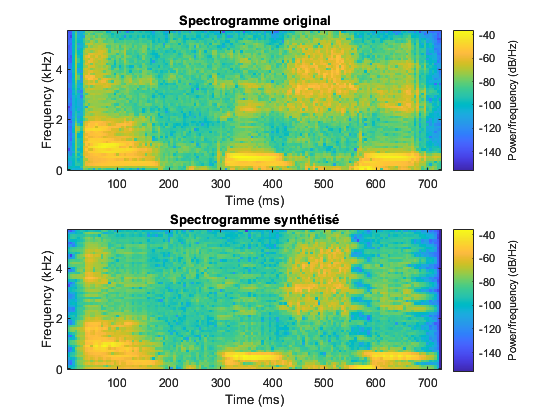 Spectrogramme original
Frequency (kHz)
4
2
0
100 200 300 400 500 600 700
Time (ms)
-40
-60
-80
-100
-120
-140
Power/frequency (dB/Hz)
Spectrogramme synthétisé
Frequency (kHz)
4
2
0
100 200 300 400 500 600 700
Time (ms)
-40
-60
-80
-100
-120
-140
Power/frequency (dB/Hz)